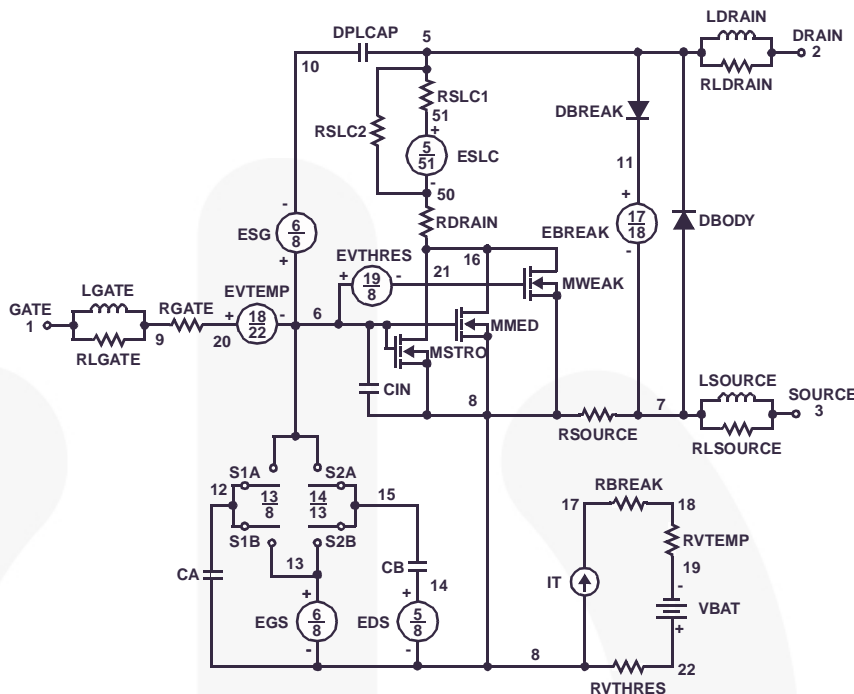 LDRAIN
DPLCAP 5 DRAIN
10 2
RLDRAIN
RSLC1
51
DBREAK
RSLC2
+
5
51
ESLC
-
50
11
-
RDRAIN
+
6
8
ESG
17
18
EBREAK
DBODY
+
-
EVTHRES
16
21
+
19
8
-
MWEAK
LGATE
EVTEMP
GATE
1
RGATE
+
18
22
-
6
MMED
9
20
RLGATE
MSTRO
CIN
LSOURCE
8
7
SOURCE
3
RSOURCE
RLSOURCE
S1A
S2A
12
13
8
14
13
15
RBREAK
17
18
S1B
S2B
RVTEMP
13
CA
CB
14
IT
19
-
VBAT
+
+
6
8
EGS
-
+
5
8
EDS
-
8
22
RVTHRES